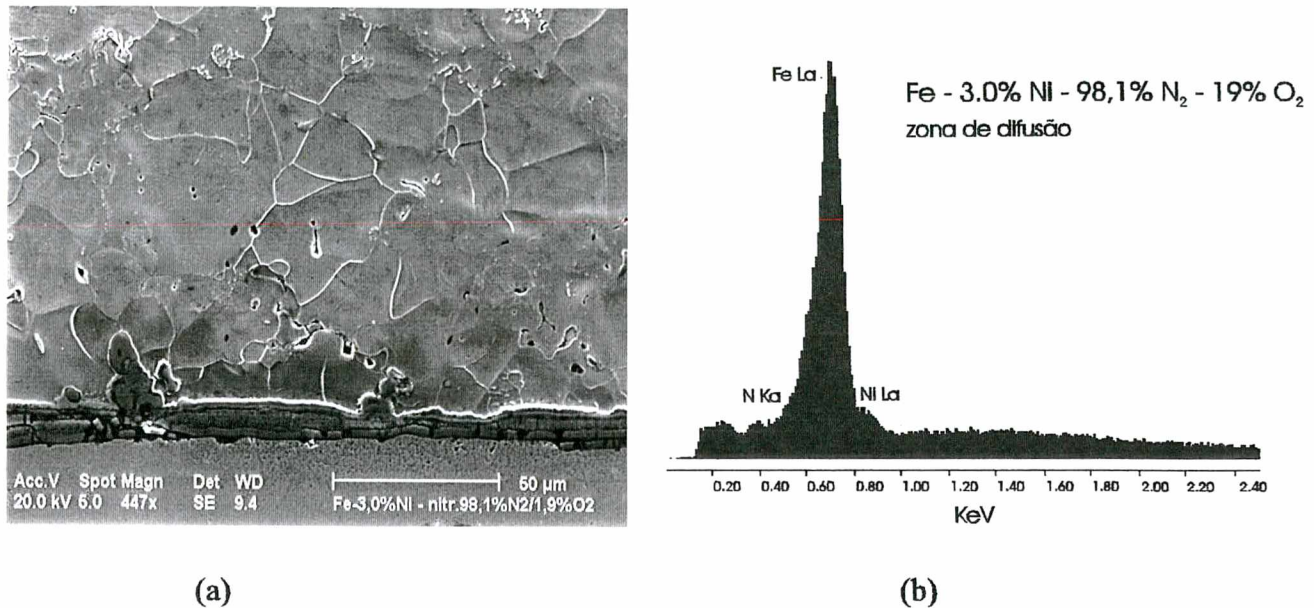 Acc.V Spot Magn Det WD 50 µm
20.0 kV 5.0 447x SE 9.4 Fe-3,0%Ni - nitr.98,1%N2/1,9%O2
(a)
Fe La
Fe - 3.0% Ni - 98,1% N₂ - 19% O₂
zona de difusão
N Ka
Ni La
0.20 0.40 0.60 0.80 1.00 1.20 1.40 1.60 1.80 2.00 2.20 2.40
KeV
(b)